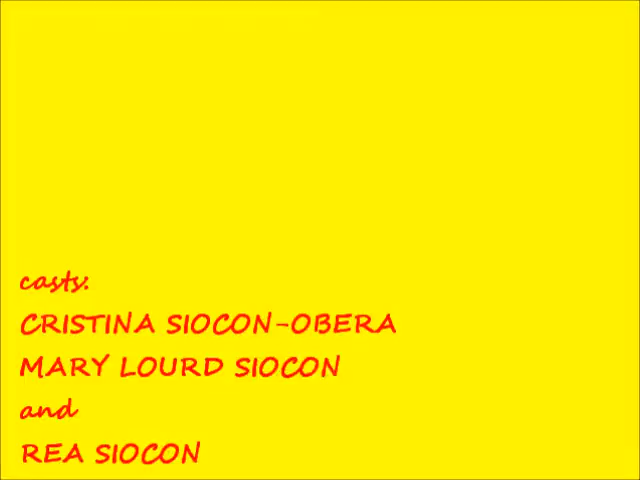 casts:
CRISTINA SIOCON-OBERA
MARY LOURD SIOCON
and
REA SIOCON